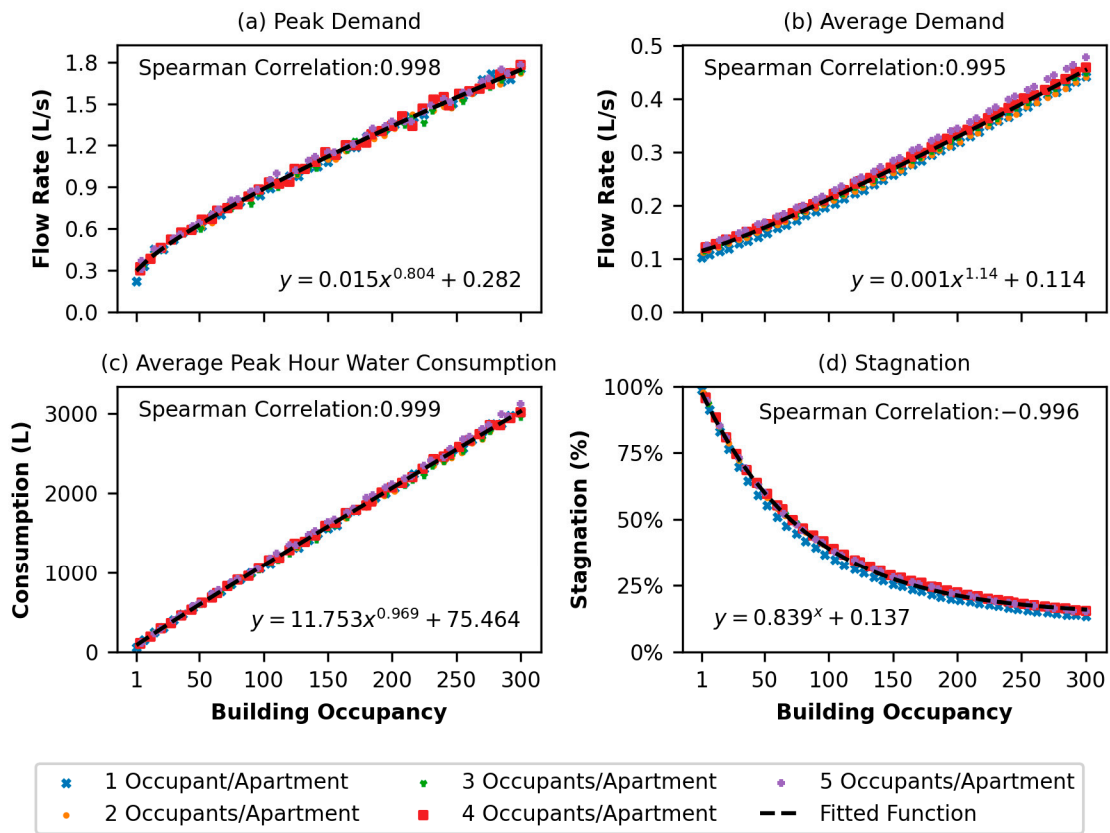 (a) Peak Demand
Spearman Correlation:0.998
Flow Rate (L/s)
1.8
1.5
1.2
0.9
0.6
0.3
0.0
y = 0.015x^0.804 + 0.282
(b) Average Demand
Spearman Correlation:0.995
Flow Rate (L/s)
0.5
0.4
0.3
0.2
0.1
0.0
y = 0.001x^1.14 + 0.114
(c) Average Peak Hour Water Consumption
Spearman Correlation:0.999
Consumption (L)
3000
2000
1000
0
y = 11.753x^0.969 + 75.464
1 50 100 150 200 250 300
Building Occupancy
(d) Stagnation
Spearman Correlation:−0.996
Stagnation (%)
100%
75%
50%
25%
0%
y = 0.839^x + 0.137
1 50 100 150 200 250 300
Building Occupancy
1 Occupant/Apartment
2 Occupants/Apartment
3 Occupants/Apartment
4 Occupants/Apartment
5 Occupants/Apartment
Fitted Function